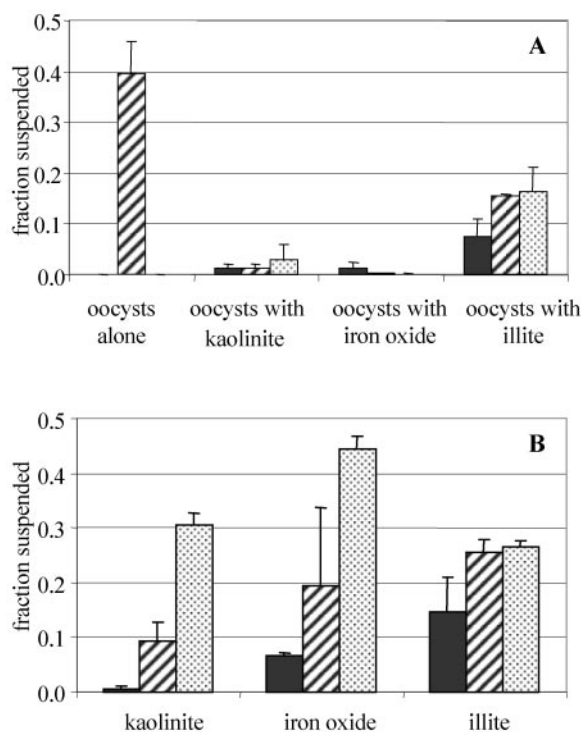 A
fraction suspended
0.5
0.4
0.3
0.2
0.1
0.0
oocysts alone
oocysts with kaolinite
oocysts with iron oxide
oocysts with illite
B
fraction suspended
0.5
0.4
0.3
0.2
0.1
0.0
kaolinite
iron oxide
illite